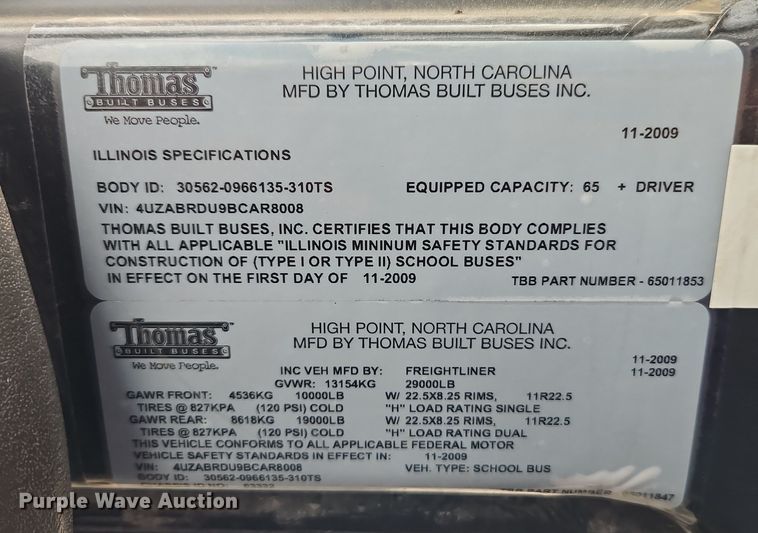 Thomas™
BUILT BUSES
We Move People.
HIGH POINT, NORTH CAROLINA
MFD BY THOMAS BUILT BUSES INC.
11-2009
ILLINOIS SPECIFICATIONS
BODY ID: 30562-0966135-310TS EQUIPPED CAPACITY: 65 + DRIVER
VIN: 4UZABRDU9BCAR8008
THOMAS BUILT BUSES, INC. CERTIFIES THAT THIS BODY COMPLIES
WITH ALL APPLICABLE "ILLINOIS MININUM SAFETY STANDARDS FOR
CONSTRUCTION OF (TYPE I OR TYPE II) SCHOOL BUSES"
IN EFFECT ON THE FIRST DAY OF 11-2009 TBB PART NUMBER - 65011853
Thomas™
BUILT BUSES
We Move People.
HIGH POINT, NORTH CAROLINA
MFD BY THOMAS BUILT BUSES INC.
11-2009
INC VEH MFD BY: FREIGHTLINER 11-2009
GVWR: 13154KG 29000LB
GAWR FRONT: 4536KG 10000LB W/ 22.5X8.25 RIMS, 11R22.5
TIRES @ 827KPA (120 PSI) COLD "H" LOAD RATING SINGLE
GAWR REAR: 8618KG 19000LB W/ 22.5X8.25 RIMS, 11R22.5
TIRES @ 827KPA (120 PSI) COLD "H" LOAD RATING DUAL
THIS VEHICLE CONFORMS TO ALL APPLICABLE FEDERAL MOTOR
VEHICLE SAFETY STANDARDS IN EFFECT IN: 11-2009
VIN: 4UZABRDU9BCAR8008 VEH. TYPE: SCHOOL BUS
BODY ID: 30562-0966135-310TS
TBB PART NUMBER
Purple Wave Auction